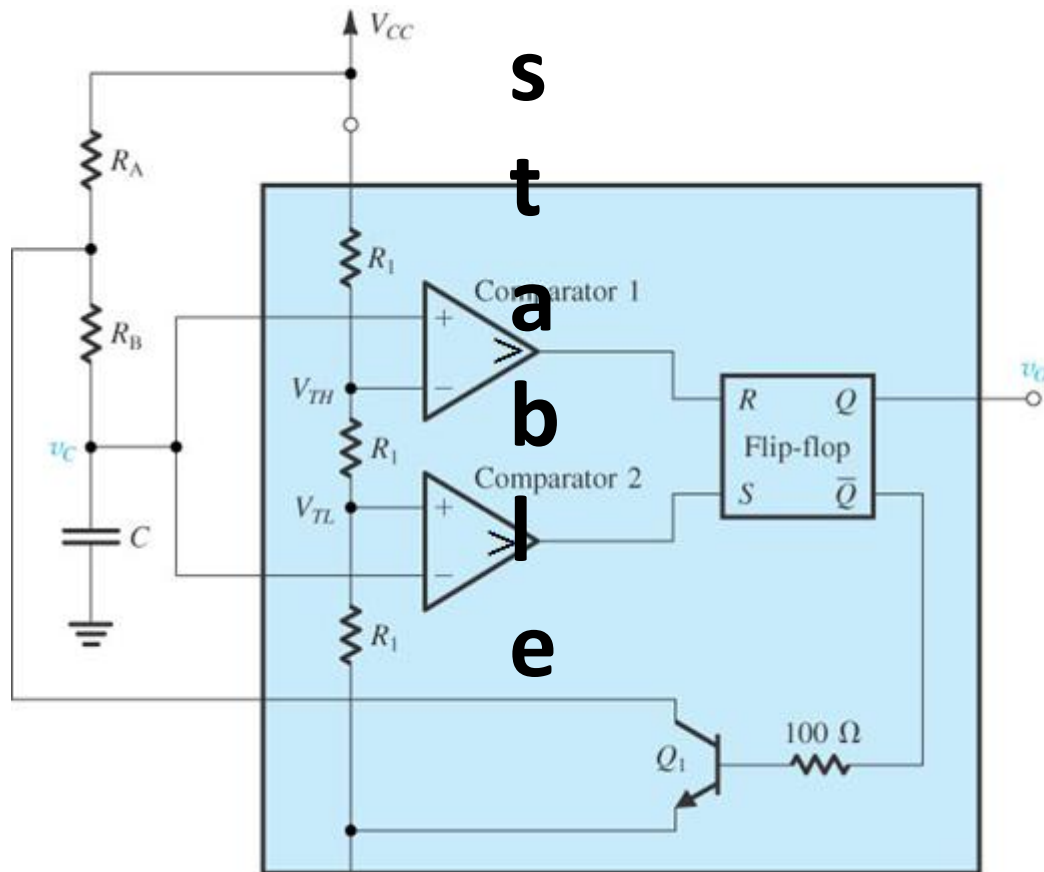 V_CC
s
t
a
b
l
e
R_A
R_1
Comparator 1
+
>
−
R_B
V_TH
R Q
v_O
v_C
R_1
Flip-flop
Comparator 2
S Q̅
V_TL
+
>
−
C
R_1
100 Ω
Q_1